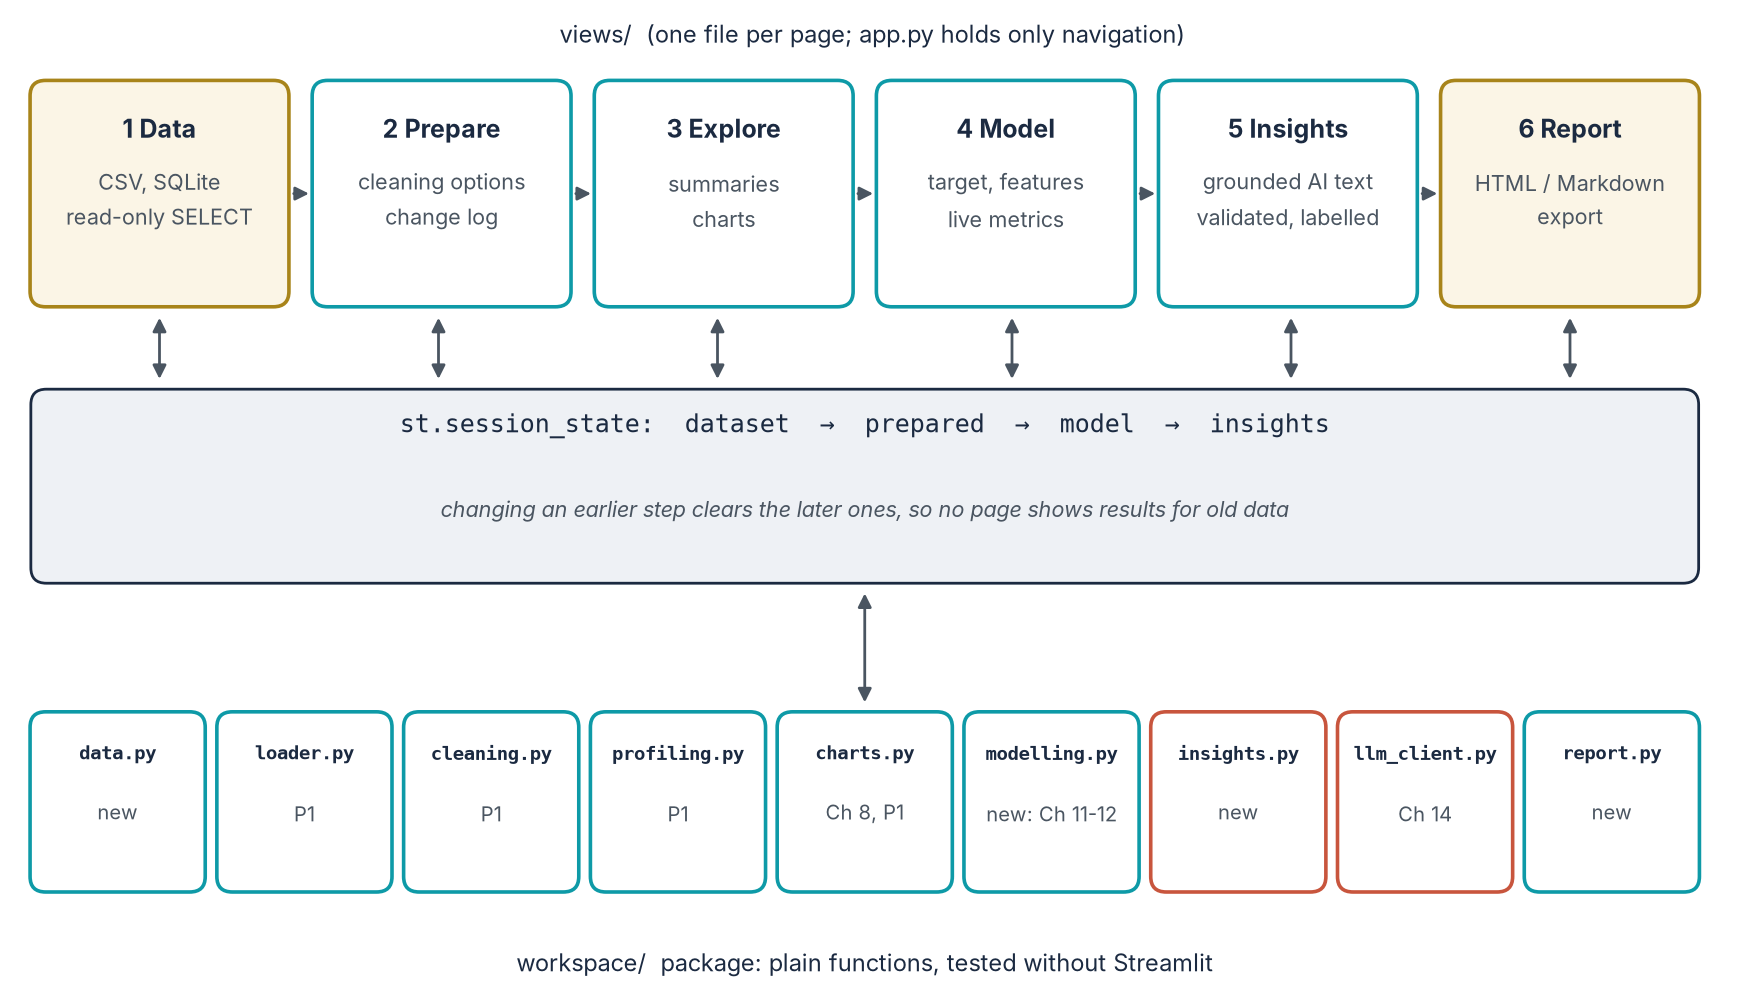 views/ (one file per page; app.py holds only navigation)
1 Data
CSV, SQLite
read-only SELECT
2 Prepare
cleaning options
change log
3 Explore
summaries
charts
4 Model
target, features
live metrics
5 Insights
grounded AI text
validated, labelled
6 Report
HTML / Markdown
export
st.session_state: dataset → prepared → model → insights
changing an earlier step clears the later ones, so no page shows results for old data
data.py
new
loader.py
P1
cleaning.py
P1
profiling.py
P1
charts.py
Ch 8, P1
modelling.py
new: Ch 11-12
insights.py
new
llm_client.py
Ch 14
report.py
new
workspace/ package: plain functions, tested without Streamlit